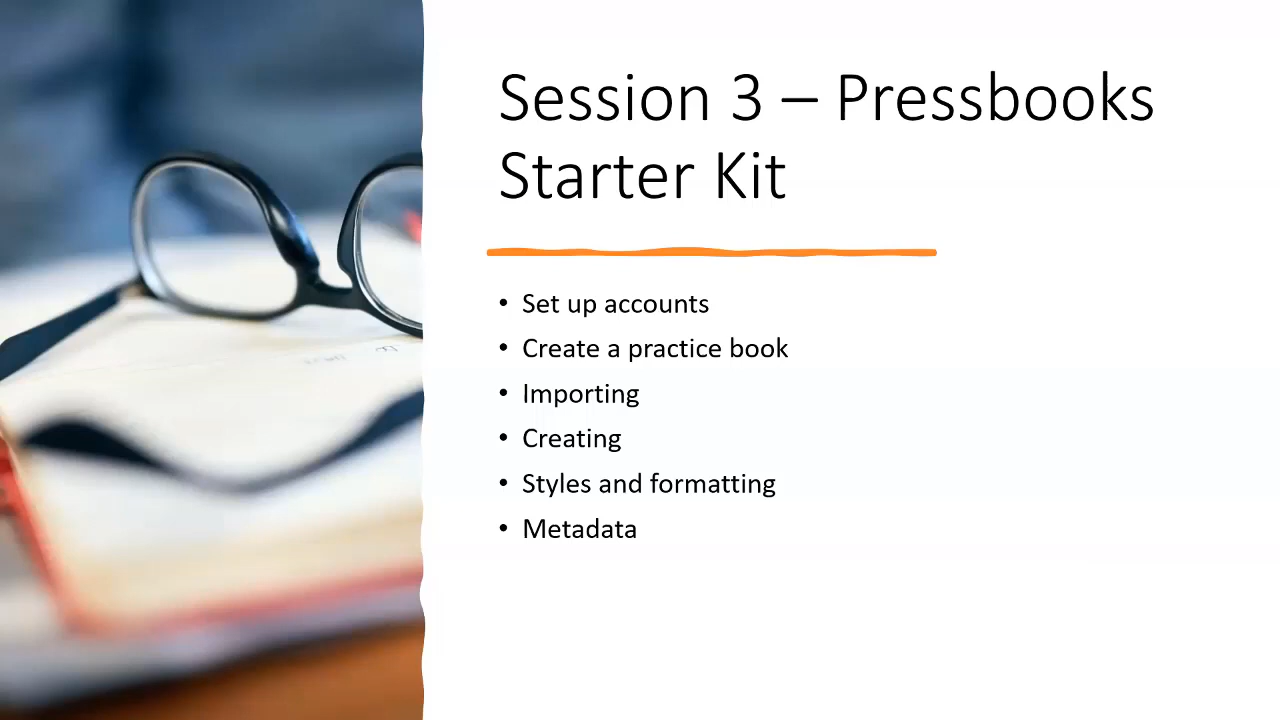 Session 3 – Pressbooks
Starter Kit
• Set up accounts
• Create a practice book
• Importing
• Creating
• Styles and formatting
• Metadata